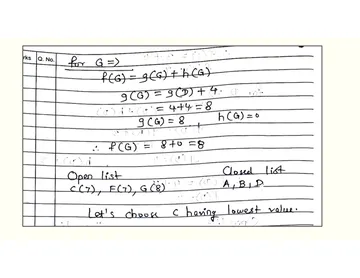 rks Q. No.
for G =>
f(G) = g(G) + h(G)
g(G) = g(D) + 4
= 4+4 = 8
g(G) = 8 , h(G) = 0
∴ f(G) = 8+0 = 8
Open list Closed list
C(7), F(7), G(8) A, B, D
Let's choose C having lowest value.